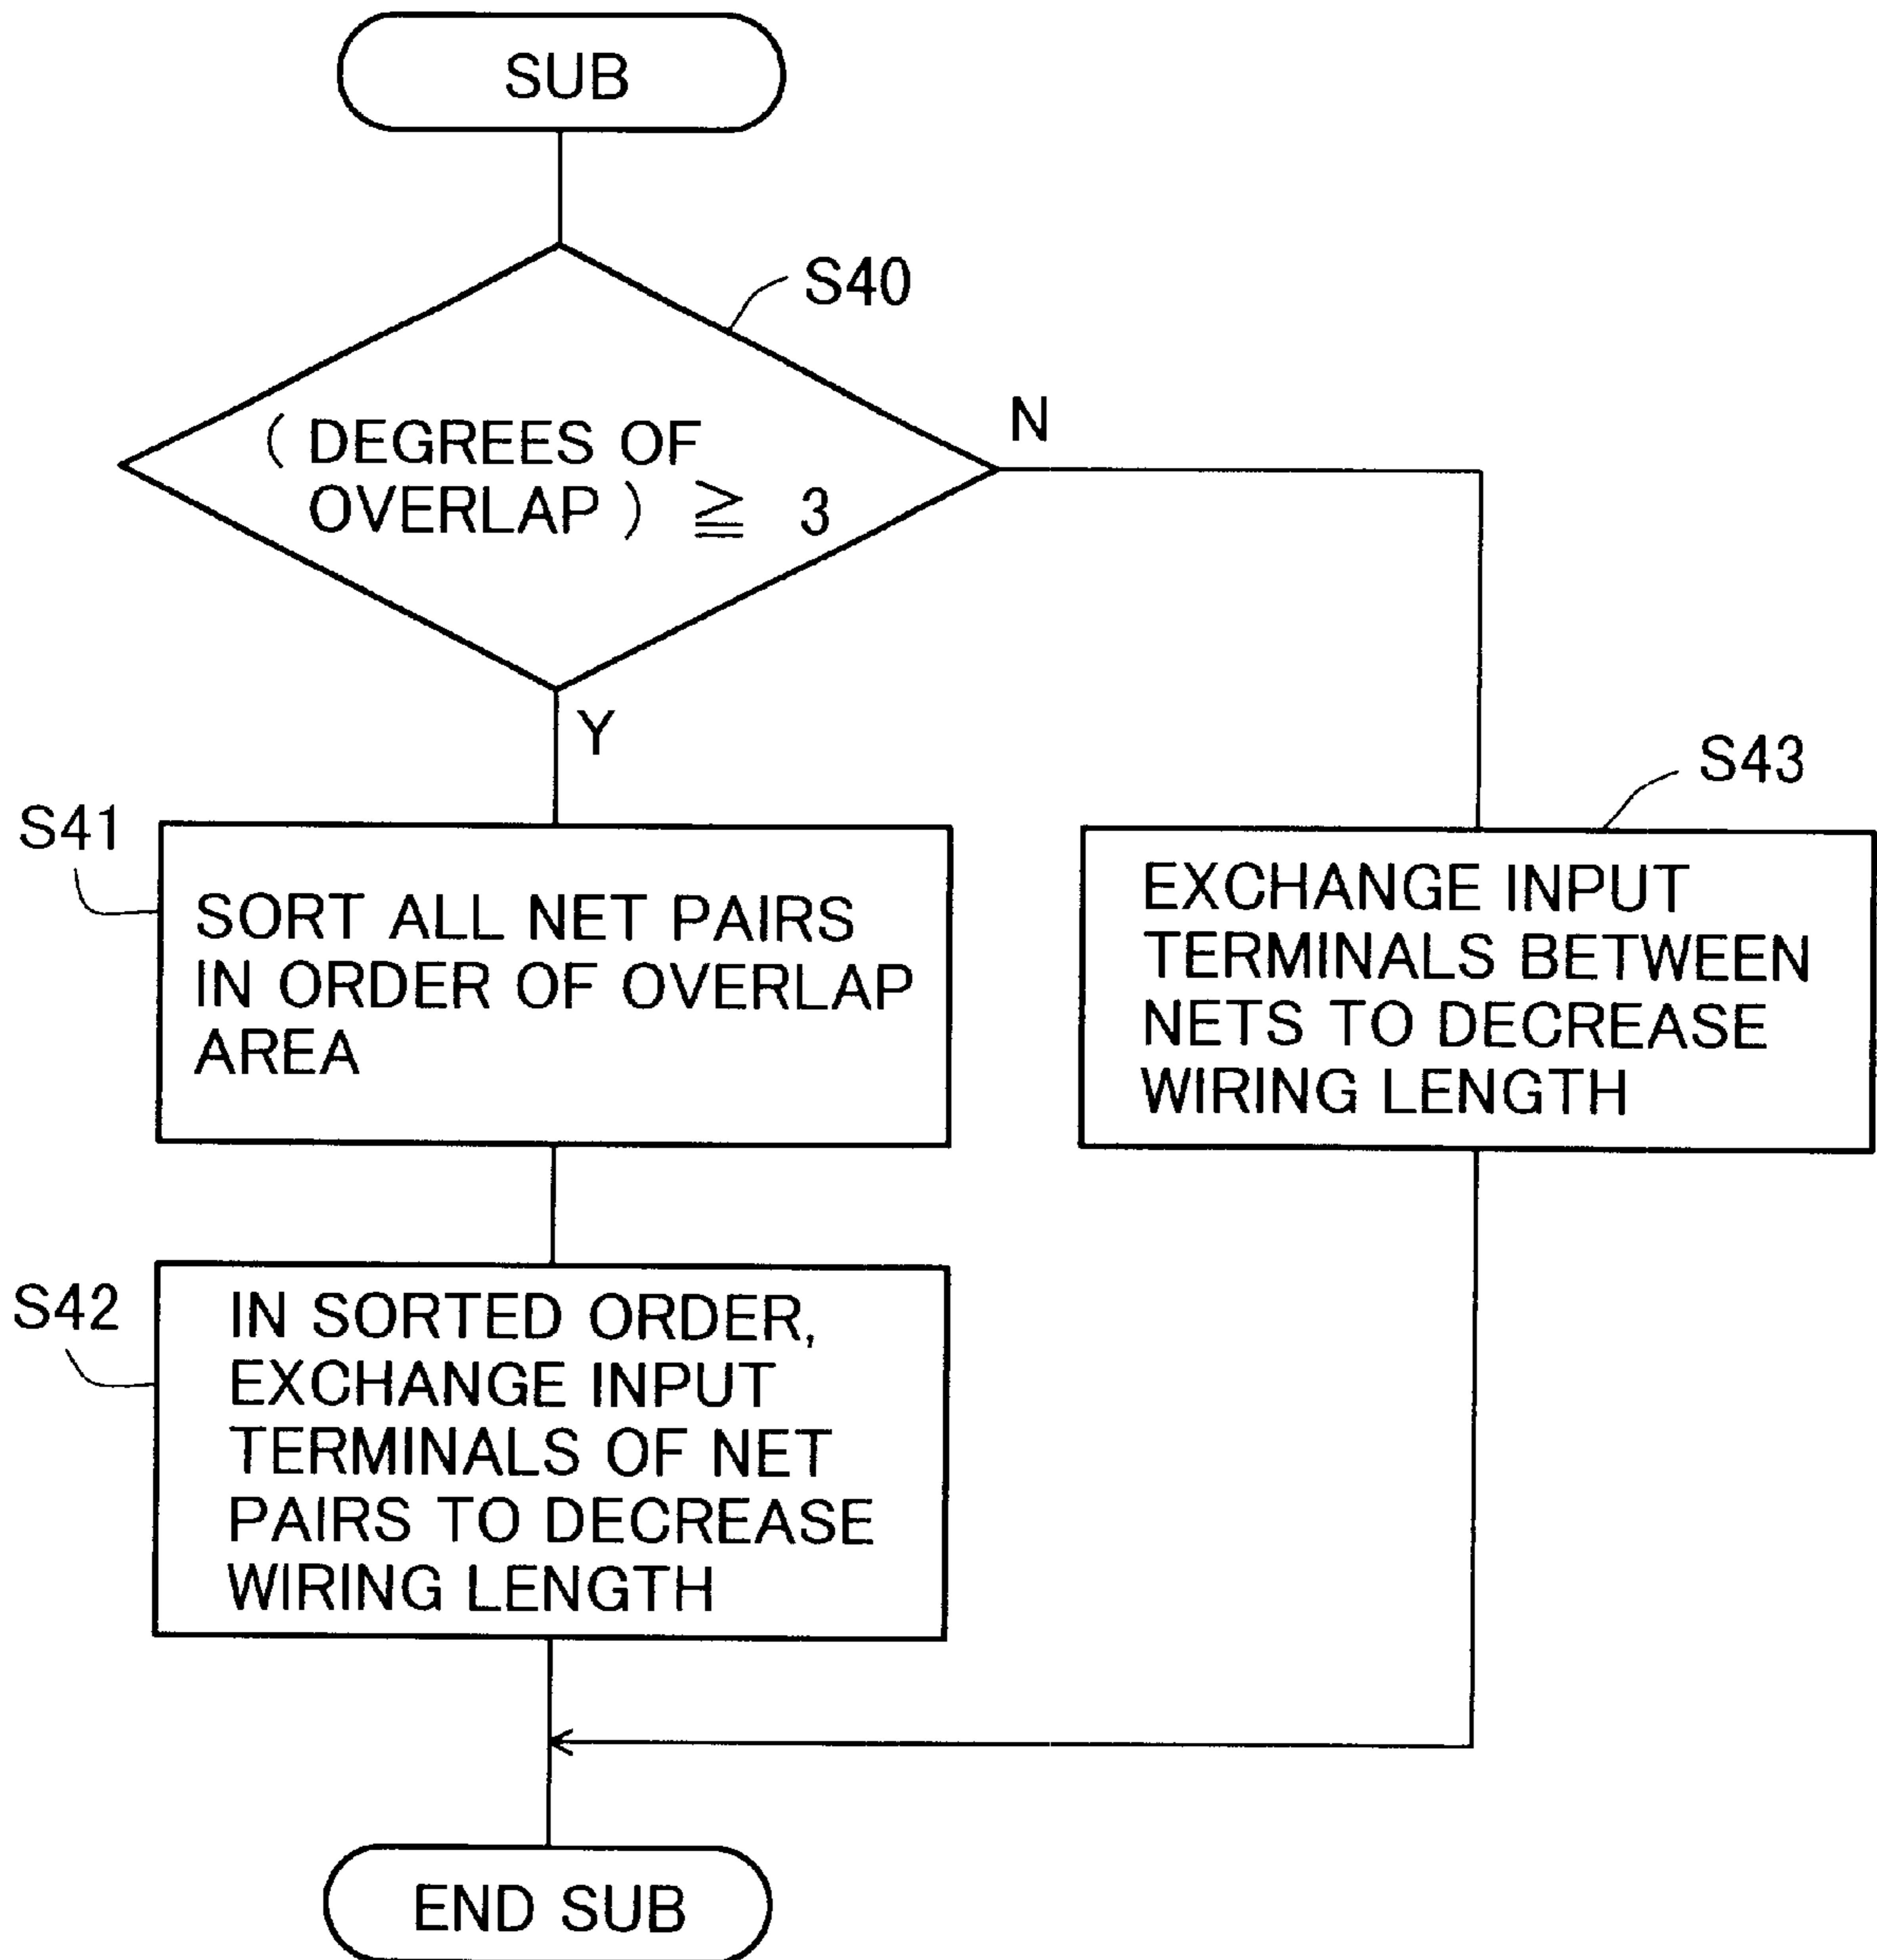 SUB
S40
( DEGREES OF
OVERLAP ) ≧ 3
N
Y
S41
SORT ALL NET PAIRS
IN ORDER OF OVERLAP
AREA
S43
EXCHANGE INPUT
TERMINALS BETWEEN
NETS TO DECREASE
WIRING LENGTH
S42
IN SORTED ORDER,
EXCHANGE INPUT
TERMINALS OF NET
PAIRS TO DECREASE
WIRING LENGTH
END SUB